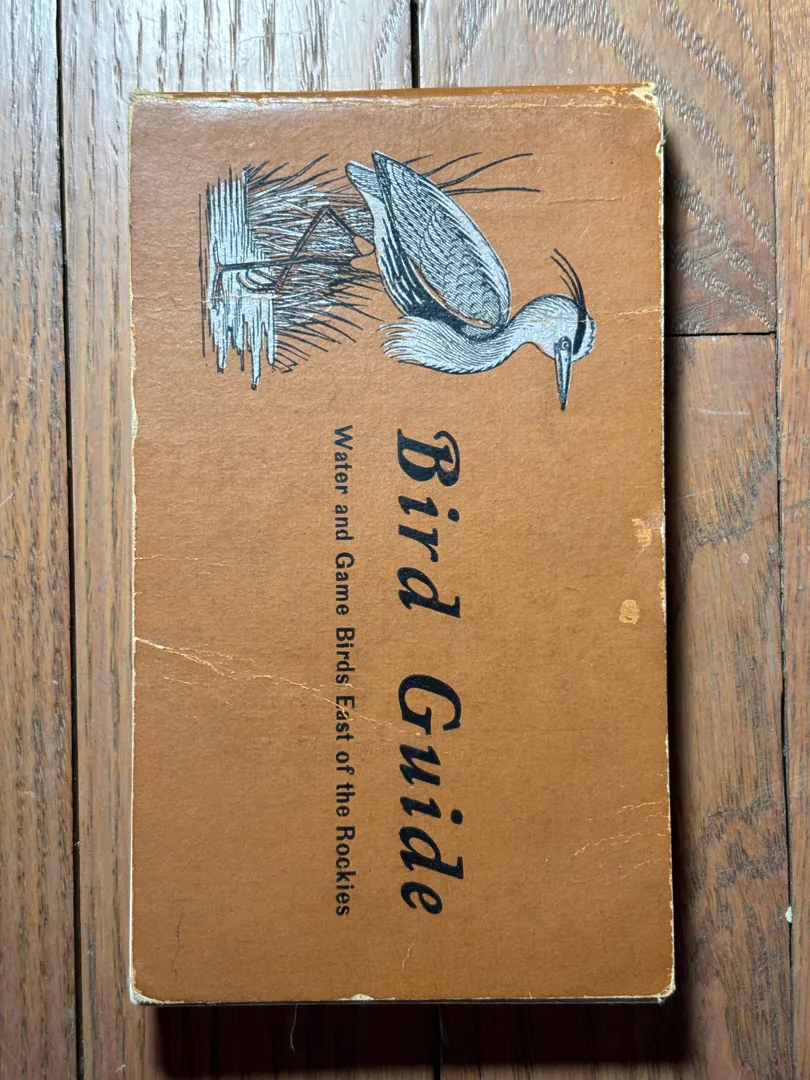 Bird Guide
Water and Game Birds East of the Rockies